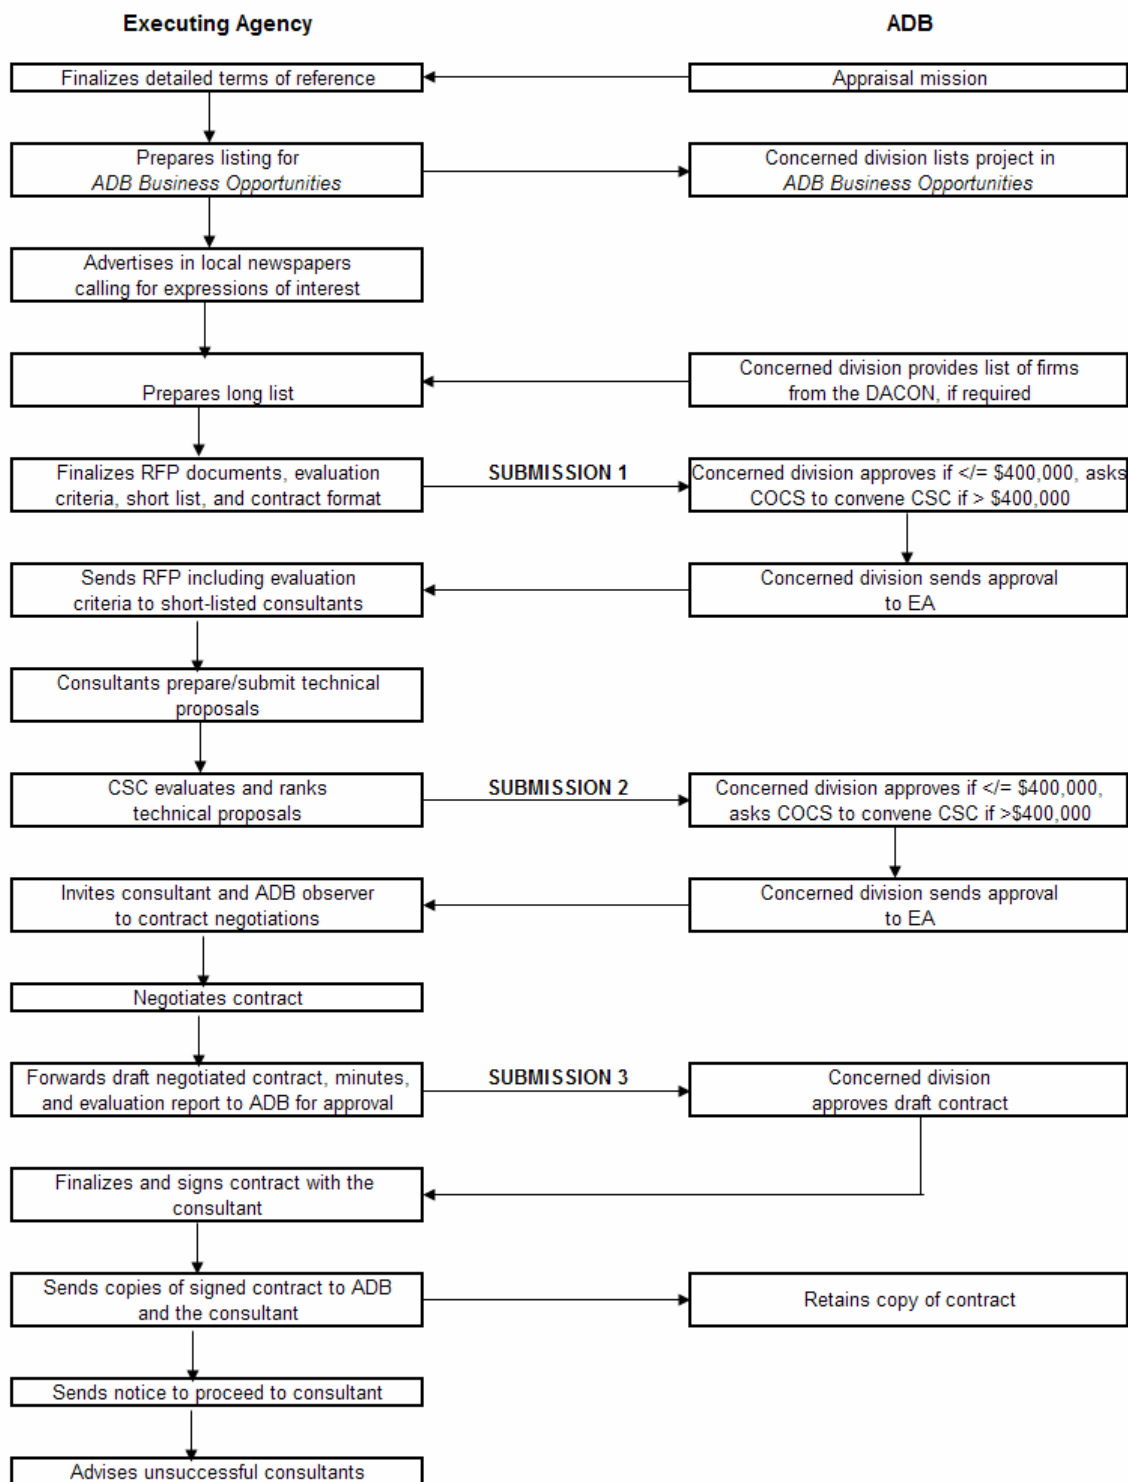 Executing Agency
ADB
Finalizes detailed terms of reference
Appraisal mission
Prepares listing for
ADB Business Opportunities
Concerned division lists project in
ADB Business Opportunities
Advertises in local newspapers
calling for expressions of interest
Prepares long list
Concerned division provides list of firms
from the DACON, if required
Finalizes RFP documents, evaluation
criteria, short list, and contract format
SUBMISSION 1
Concerned division approves if </= $400,000, asks
COCS to convene CSC if > $400,000
Sends RFP including evaluation
criteria to short-listed consultants
Concerned division sends approval
to EA
Consultants prepare/submit technical
proposals
CSC evaluates and ranks
technical proposals
SUBMISSION 2
Concerned division approves if </= $400,000,
asks COCS to convene CSC if >$400,000
Invites consultant and ADB observer
to contract negotiations
Concerned division sends approval
to EA
Negotiates contract
Forwards draft negotiated contract, minutes,
and evaluation report to ADB for approval
SUBMISSION 3
Concerned division
approves draft contract
Finalizes and signs contract with the
consultant
Sends copies of signed contract to ADB
and the consultant
Retains copy of contract
Sends notice to proceed to consultant
Advises unsuccessful consultants